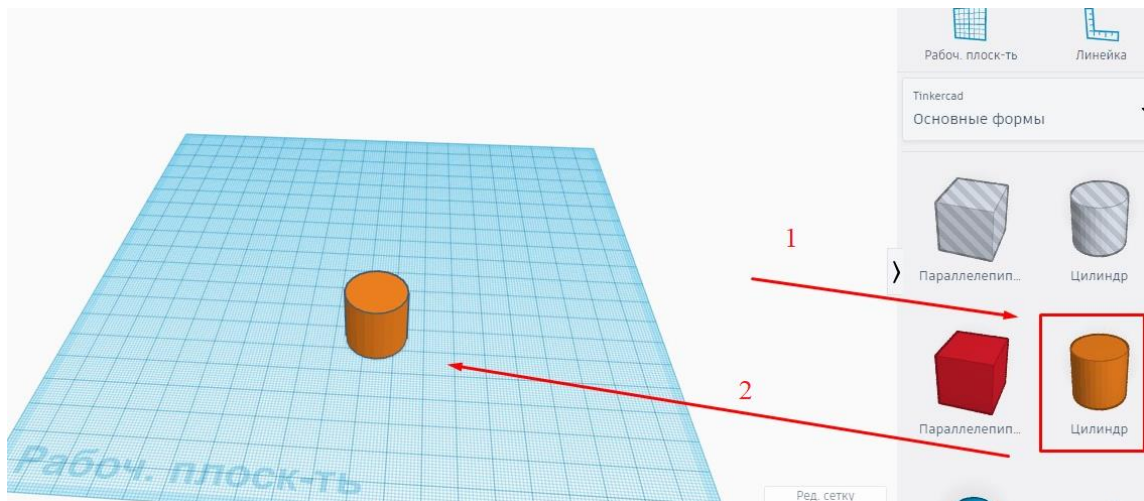 Рабоч. плоск-ть
Линейка
Tinkercad
Основные формы
1
Параллелепип...
Цилиндр
2
Параллелепип...
Цилиндр
Рабоч. плоск-ть
Ред. сетку